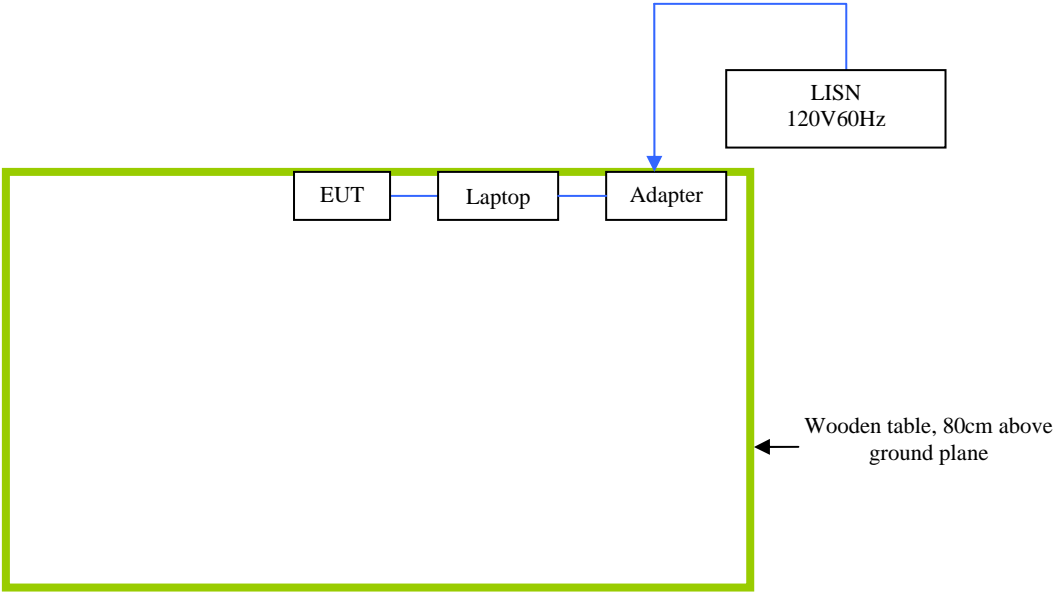 LISN
120V60Hz
EUT
Laptop
Adapter
Wooden table, 80cm above
ground plane